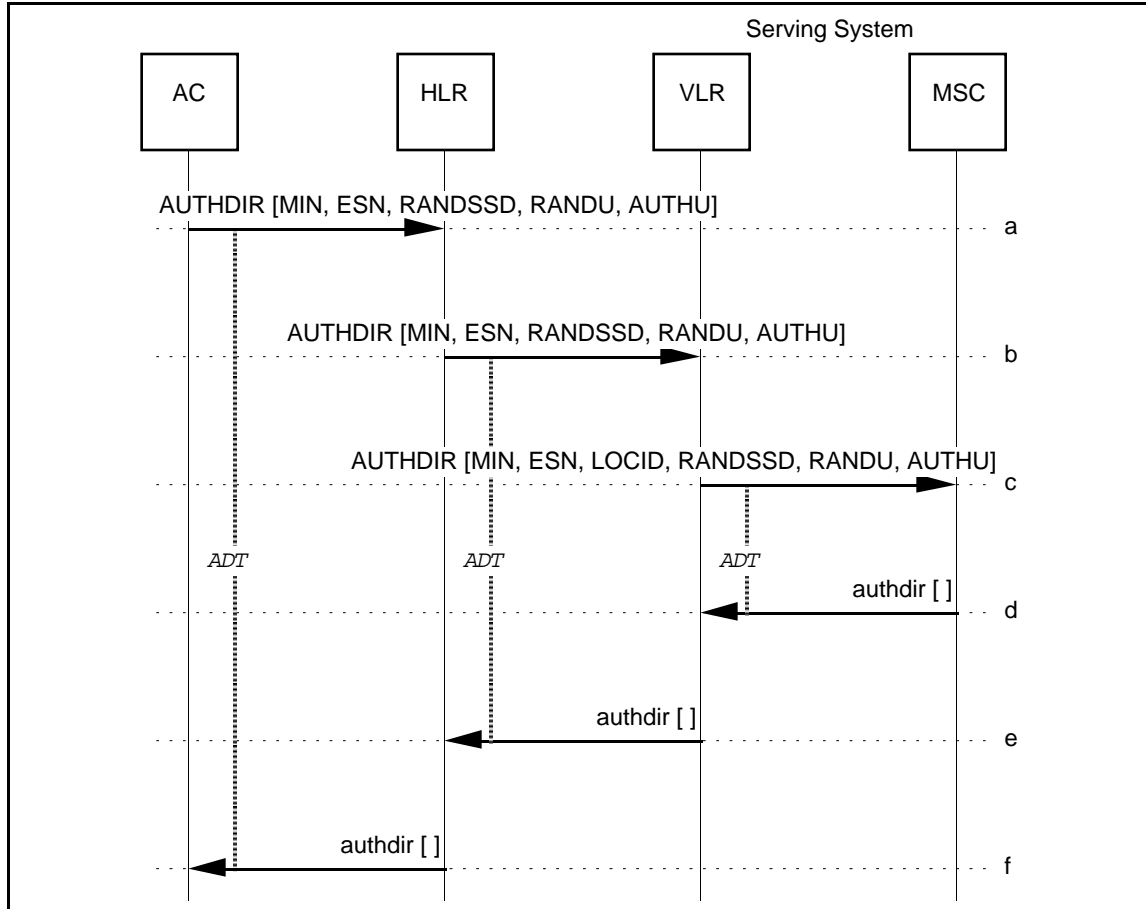 Serving System
AC
HLR
VLR
MSC
AUTHDIR [MIN, ESN, RANDSSD, RANDU, AUTHU]
a
AUTHDIR [MIN, ESN, RANDSSD, RANDU, AUTHU]
b
AUTHDIR [MIN, ESN, LOCID, RANDSSD, RANDU, AUTHU]
c
ADT
ADT
ADT
authdir [ ]
d
authdir [ ]
e
authdir [ ]
f